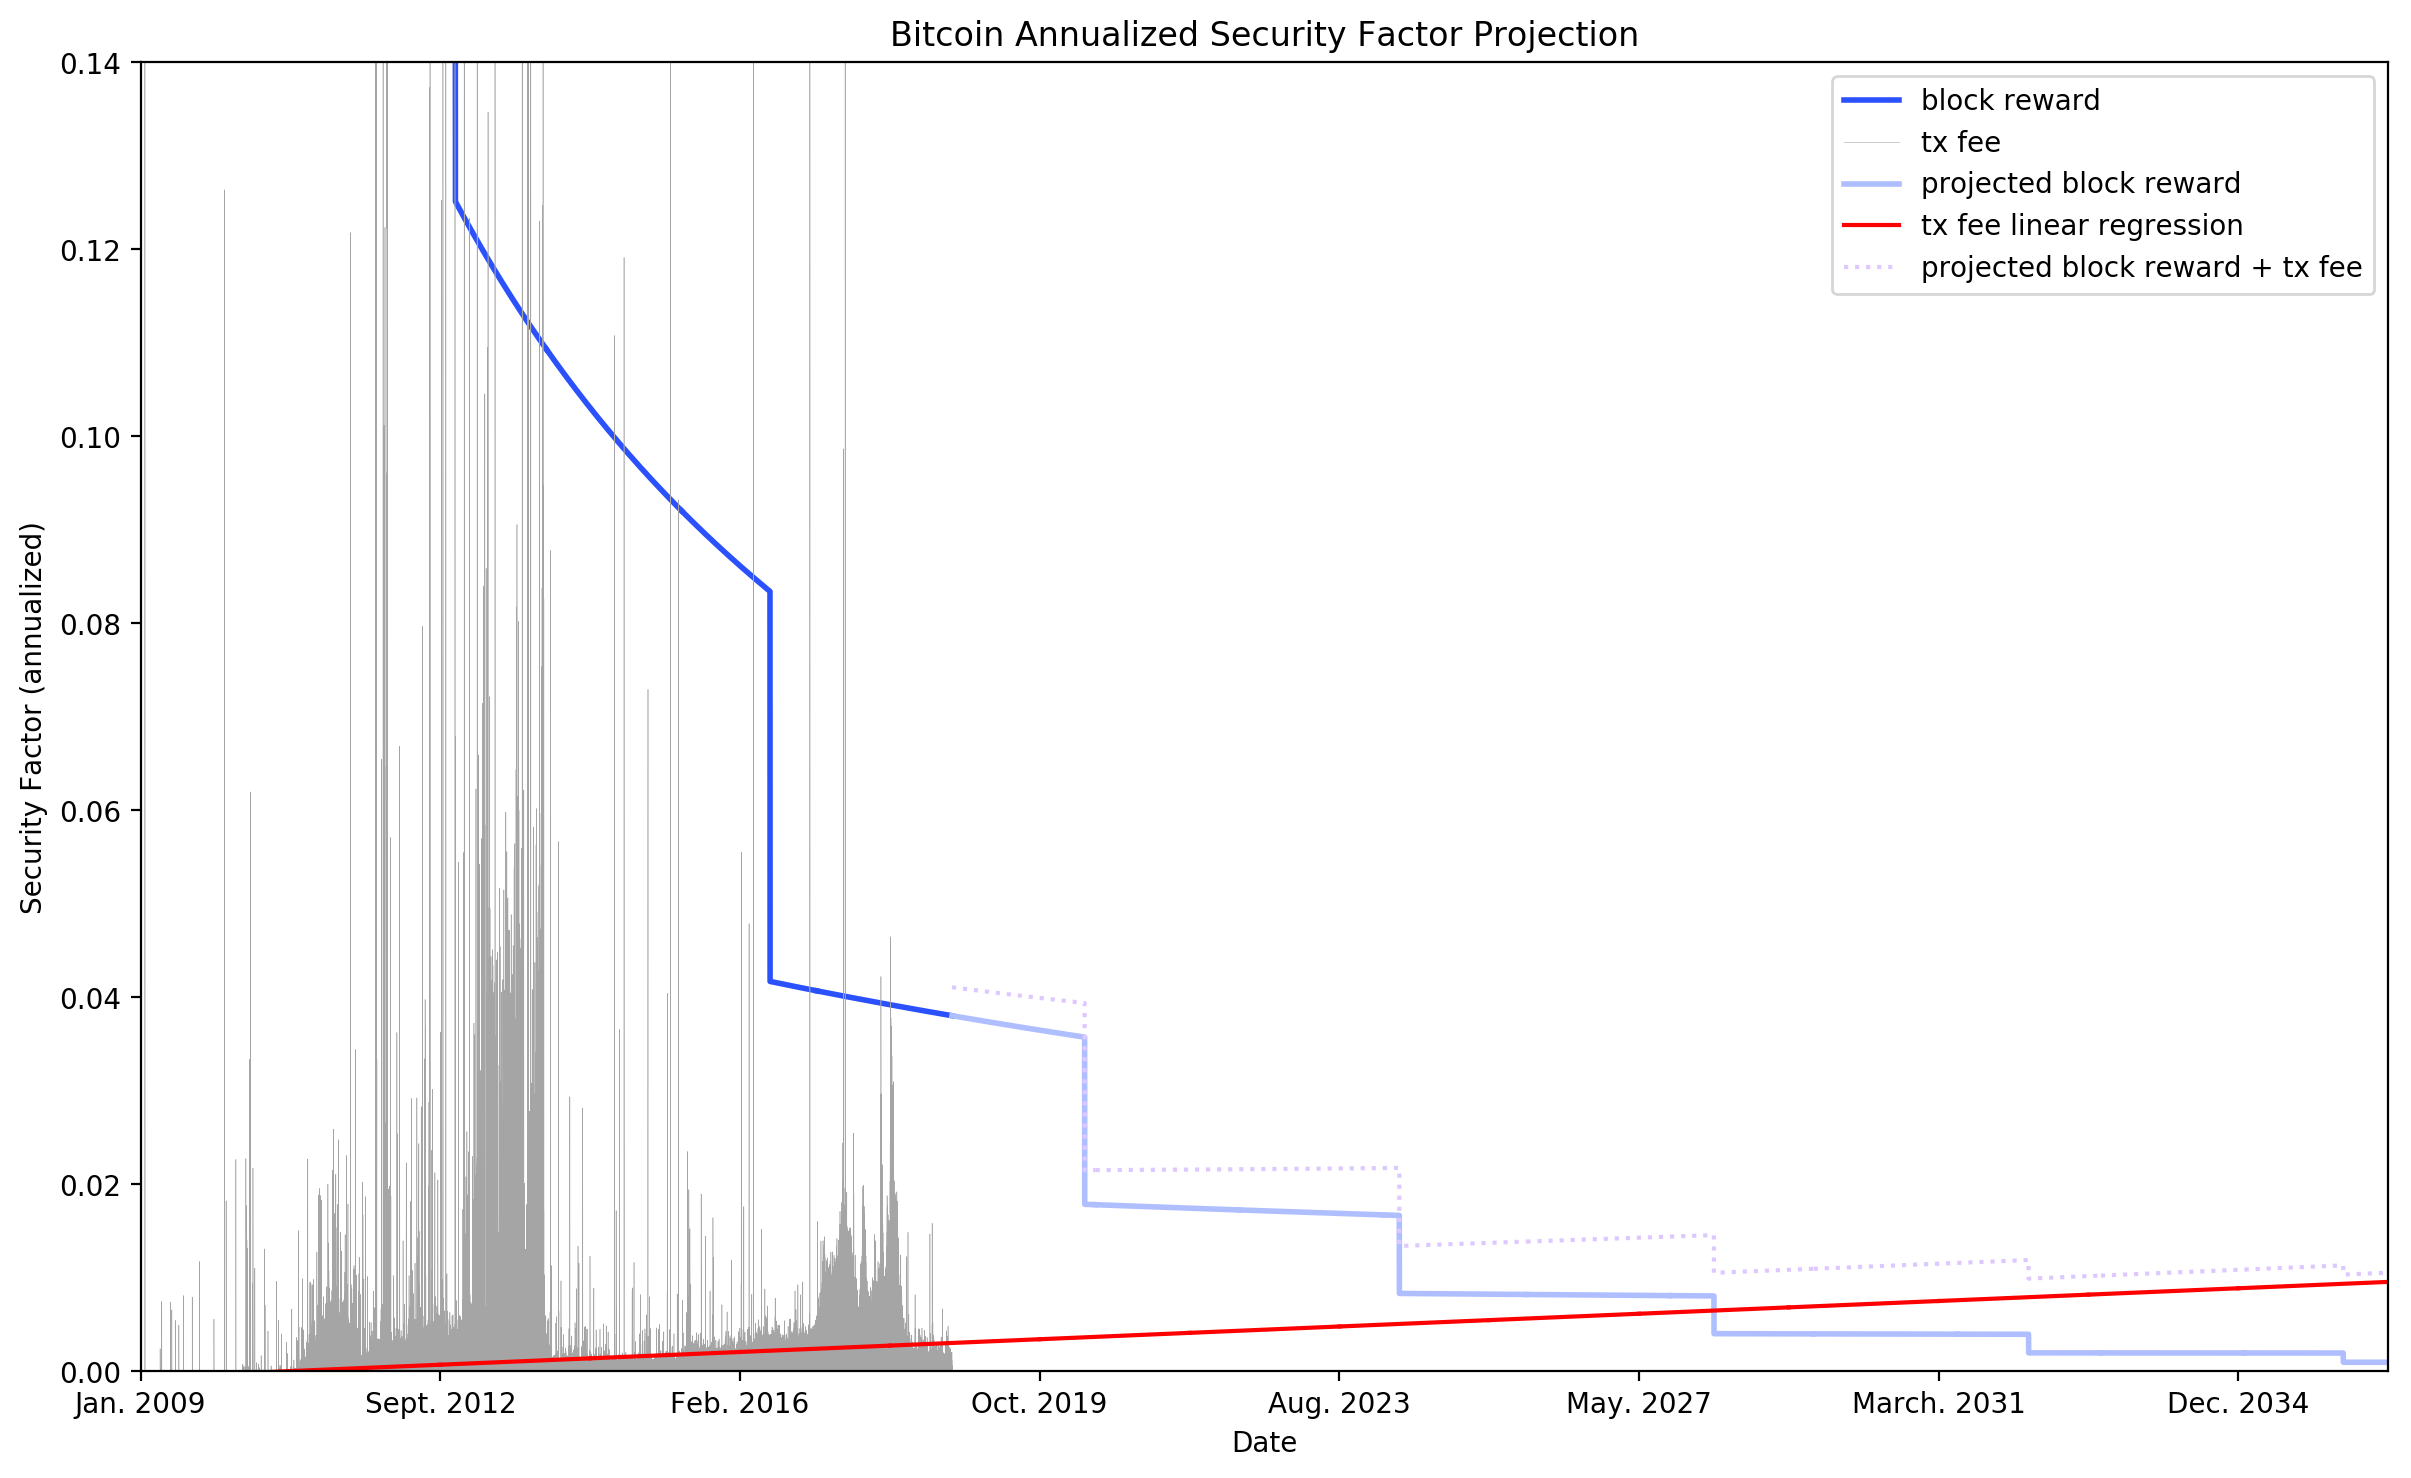 Bitcoin Annualized Security Factor Projection
0.14
0.12
0.10
0.08
0.06
0.04
0.02
0.00
Security Factor (annualized)
block reward
tx fee
projected block reward
tx fee linear regression
projected block reward + tx fee
Jan. 2009 Sept. 2012 Feb. 2016 Oct. 2019 Aug. 2023 May. 2027 March. 2031 Dec. 2034
Date